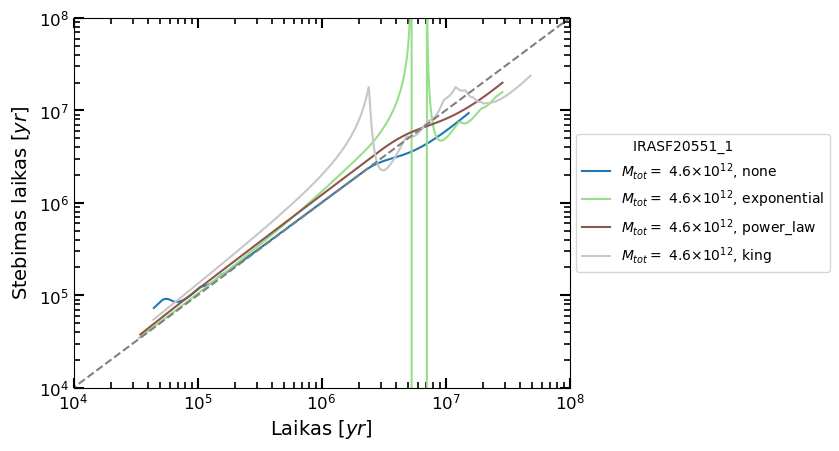 Stebimas laikas [yr]
10^8
10^7
10^6
10^5
10^4
10^4 10^5 10^6 10^7 10^8
Laikas [yr]
IRASF20551_1
M_tot = 4.6×10^12, none
M_tot = 4.6×10^12, exponential
M_tot = 4.6×10^12, power_law
M_tot = 4.6×10^12, king